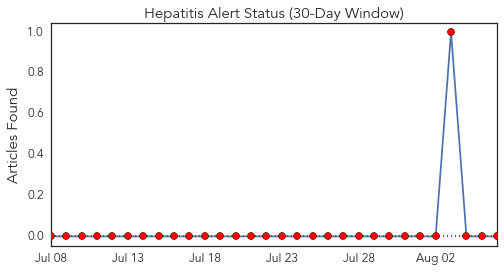 Hepatitis Alert Status (30-Day Window)
Articles Found
1.0
0.8
0.6
0.4
0.2
0.0
Jul 08 Jul 13 Jul 18 Jul 23 Jul 28 Aug 02